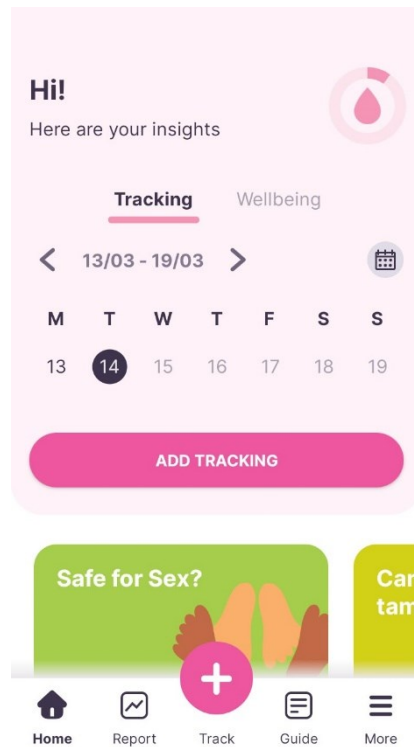 Hi!
Here are your insights
Tracking Wellbeing
13/03 - 19/03
M T W T F S S
13 14 15 16 17 18 19
ADD TRACKING
Safe for Sex?
tam
Home Report Track Guide More